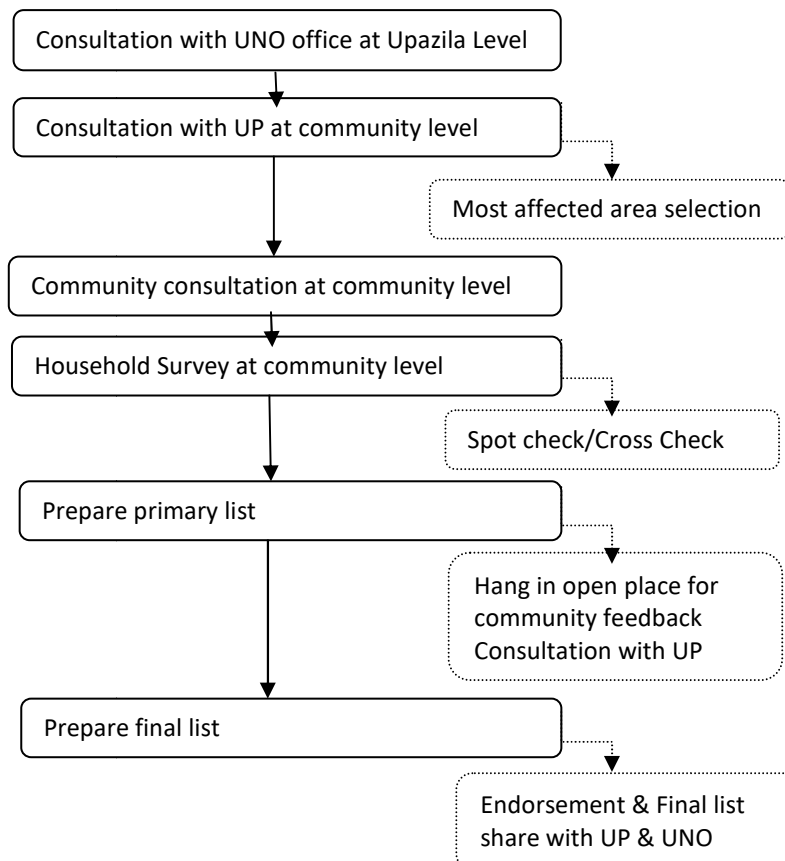 Consultation with UNO office at Upazila Level
Consultation with UP at community level
Most affected area selection
Community consultation at community level
Household Survey at community level
Spot check/Cross Check
Prepare primary list
Hang in open place for
community feedback
Consultation with UP
Prepare final list
Endorsement & Final list
share with UP & UNO